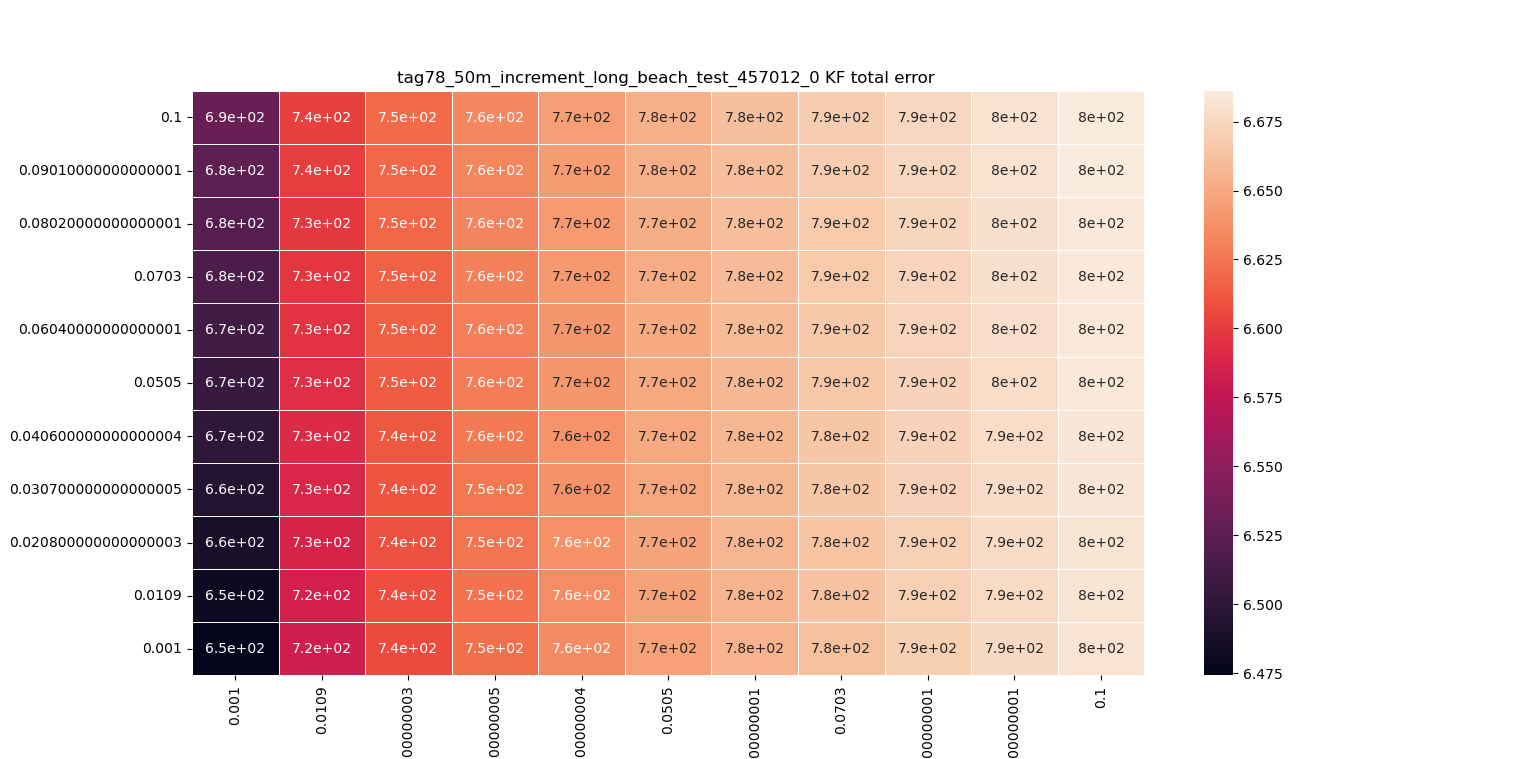 tag78_50m_increment_long_beach_test_457012_0 KF total error
0.1 6.9e+02 7.4e+02 7.5e+02 7.6e+02 7.7e+02 7.8e+02 7.8e+02 7.9e+02 7.9e+02 8e+02 8e+02
0.09010000000000001 6.8e+02 7.4e+02 7.5e+02 7.6e+02 7.7e+02 7.8e+02 7.8e+02 7.9e+02 7.9e+02 8e+02 8e+02
0.08020000000000001 6.8e+02 7.3e+02 7.5e+02 7.6e+02 7.7e+02 7.7e+02 7.8e+02 7.9e+02 7.9e+02 8e+02 8e+02
0.0703 6.8e+02 7.3e+02 7.5e+02 7.6e+02 7.7e+02 7.7e+02 7.8e+02 7.9e+02 7.9e+02 8e+02 8e+02
0.06040000000000001 6.7e+02 7.3e+02 7.5e+02 7.6e+02 7.7e+02 7.7e+02 7.8e+02 7.9e+02 7.9e+02 8e+02 8e+02
0.0505 6.7e+02 7.3e+02 7.5e+02 7.6e+02 7.7e+02 7.7e+02 7.8e+02 7.9e+02 7.9e+02 8e+02 8e+02
0.040600000000000004 6.7e+02 7.3e+02 7.4e+02 7.6e+02 7.6e+02 7.7e+02 7.8e+02 7.8e+02 7.9e+02 7.9e+02 8e+02
0.030700000000000005 6.6e+02 7.3e+02 7.4e+02 7.5e+02 7.6e+02 7.7e+02 7.8e+02 7.8e+02 7.9e+02 7.9e+02 8e+02
0.020800000000000003 6.6e+02 7.3e+02 7.4e+02 7.5e+02 7.6e+02 7.7e+02 7.8e+02 7.8e+02 7.9e+02 7.9e+02 8e+02
0.0109 6.5e+02 7.2e+02 7.4e+02 7.5e+02 7.6e+02 7.7e+02 7.8e+02 7.8e+02 7.9e+02 7.9e+02 8e+02
0.001 6.5e+02 7.2e+02 7.4e+02 7.5e+02 7.6e+02 7.7e+02 7.8e+02 7.8e+02 7.9e+02 7.9e+02 8e+02
0.001 0.0109 00000003 00000005 00000004 0.0505 00000001 0.0703 00000001 00000001 0.1
6.675
6.650
6.625
6.600
6.575
6.550
6.525
6.500
6.475